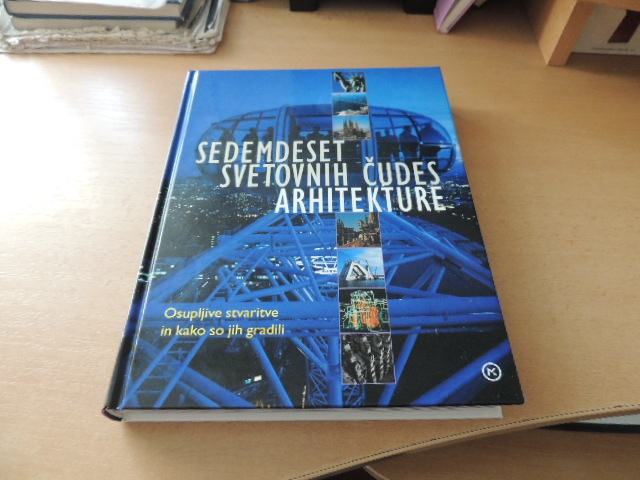 SEDEMDESET
SVETOVNIH ČUDES
ARHITEKTURE
Osupljive stvaritve
in kako so jih gradili
M